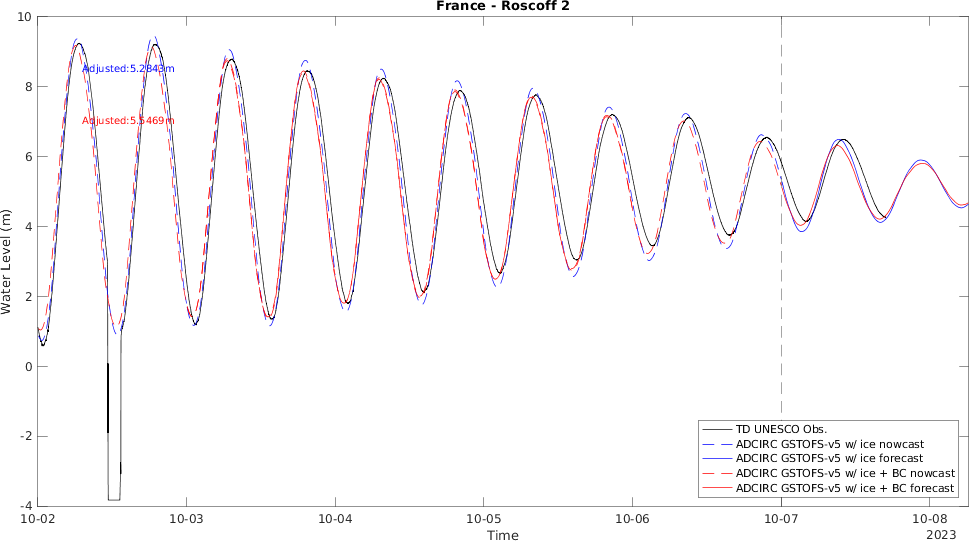 France - Roscoff 2
10
8
6
4
2
0
-2
-4
Water Level (m)
Adjusted:5.2843m
Adjusted:5.5469m
TD UNESCO Obs.
ADCIRC GSTOFS-v5 w/ ice nowcast
ADCIRC GSTOFS-v5 w/ ice forecast
ADCIRC GSTOFS-v5 w/ ice + BC nowcast
ADCIRC GSTOFS-v5 w/ ice + BC forecast
10-02 10-03 10-04 10-05 10-06 10-07 10-08
Time
2023